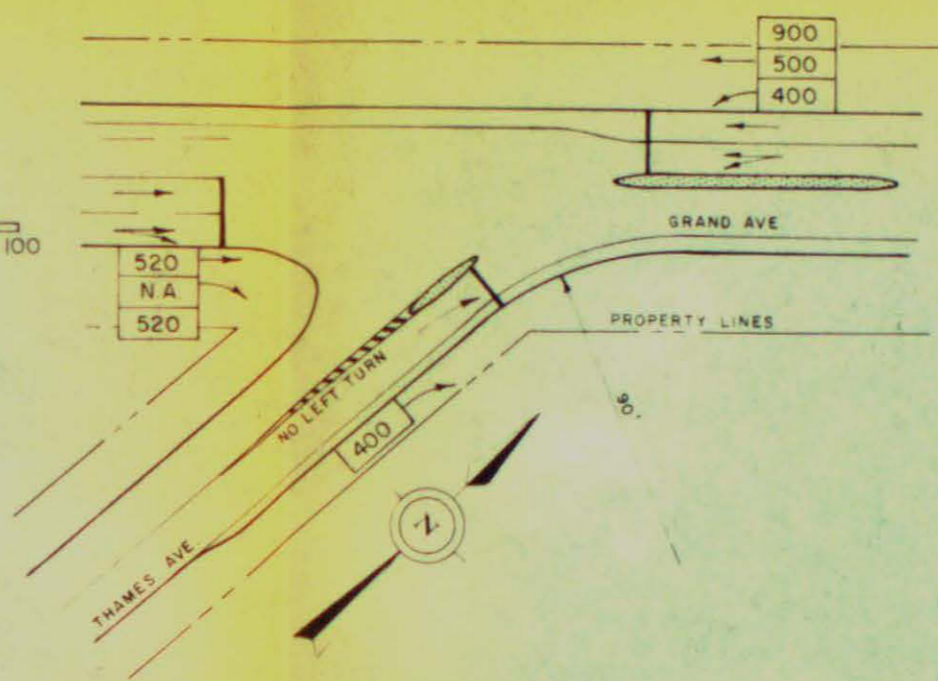 900
500
400
GRAND AVE
100
520
N.A.
520
PROPERTY LINES
NO LEFT TURN
400
90'
N
THAMES AVE.